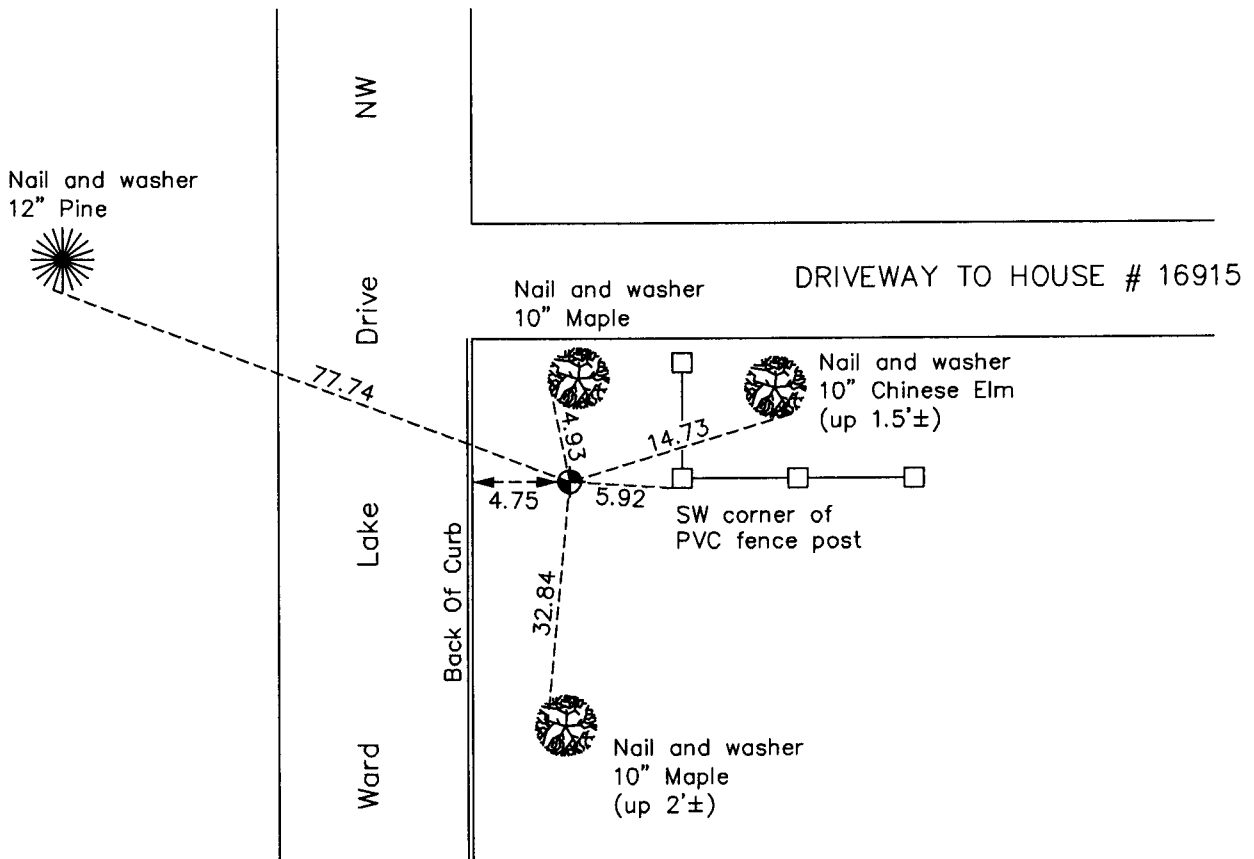 NW
Nail and washer
12" Pine
DRIVEWAY TO HOUSE # 16915
Nail and washer
10" Maple
Drive
Nail and washer
10" Chinese Elm
(up 1.5'±)
77.74
4.93
14.73
4.75
5.92
SW corner of
PVC fence post
Lake
Back Of Curb
32.84
Nail and washer
10" Maple
(up 2'±)
Ward